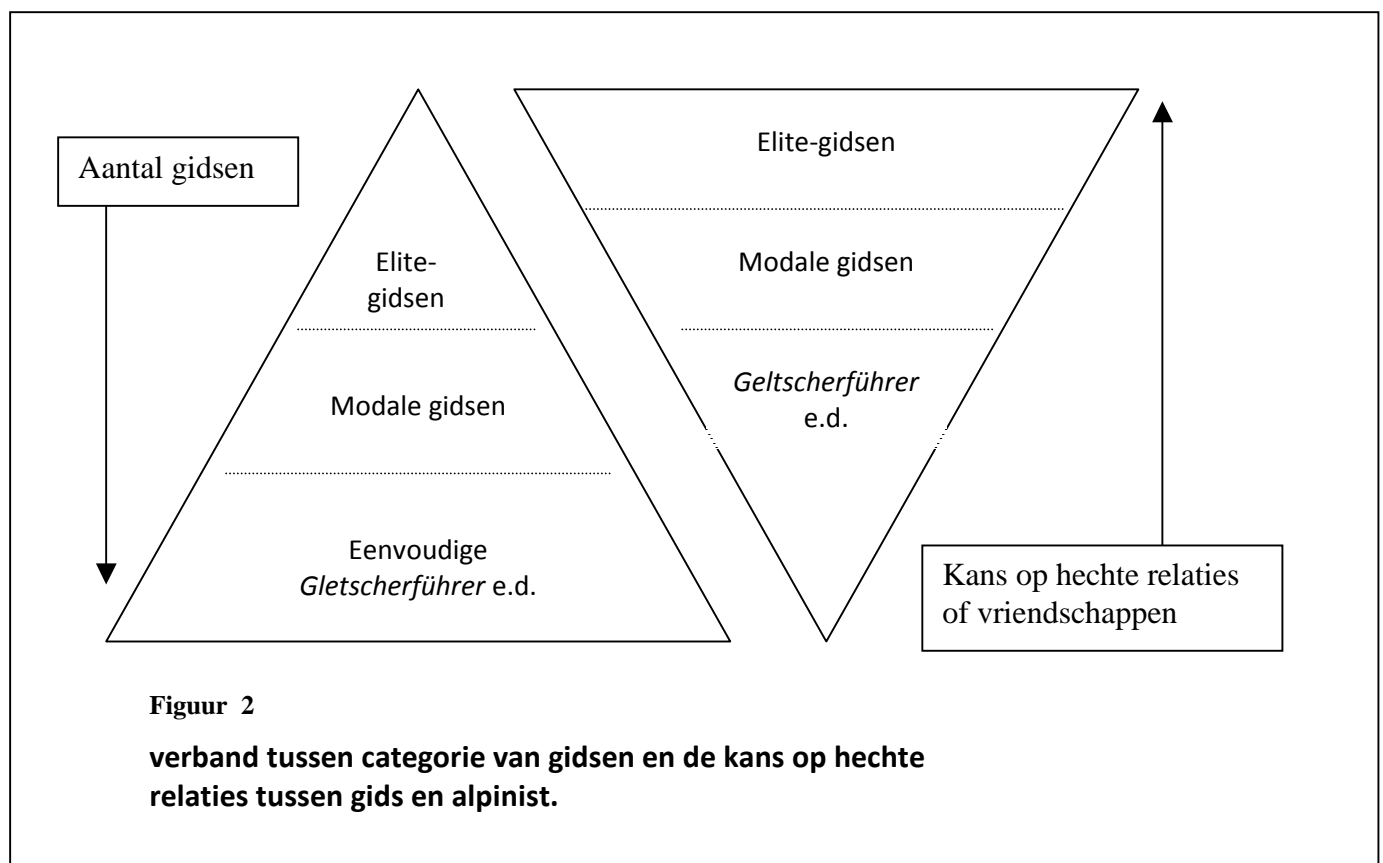 Aantal gidsen
Elite-
gidsen
Modale gidsen
Eenvoudige
Gletscherführer e.d.
Elite-gidsen
Modale gidsen
Geltscherführer
e.d.
Kans op hechte relaties
of vriendschappen
Figuur 2
verband tussen categorie van gidsen en de kans op hechte
relaties tussen gids en alpinist.